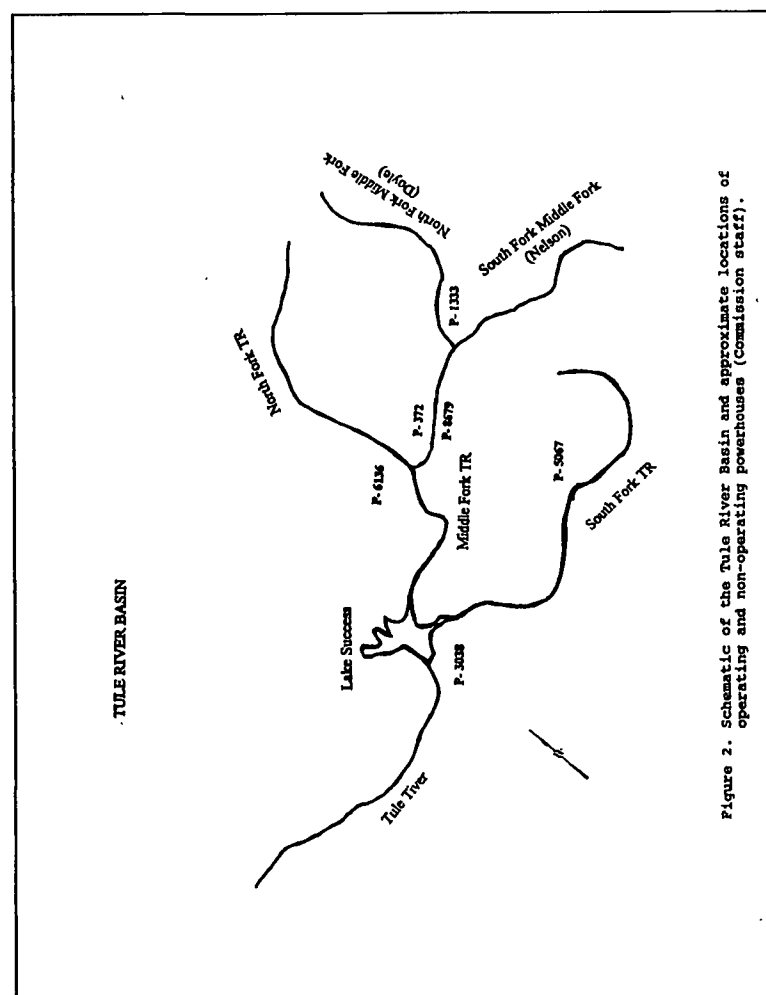 TULE RIVER BASIN
North Fork TR
North Fork Middle Fork
(Doyle)
P-6136
P-372
P-8679
P-1333
South Fork Middle Fork
(Nelson)
Middle Fork TR
Lake Success
P-3038
P-5067
South Fork TR
Tule Tiver
Figure 2. Schematic of the Tule River Basin and approximate locations of
operating and non-operating powerhouses (Commission staff).